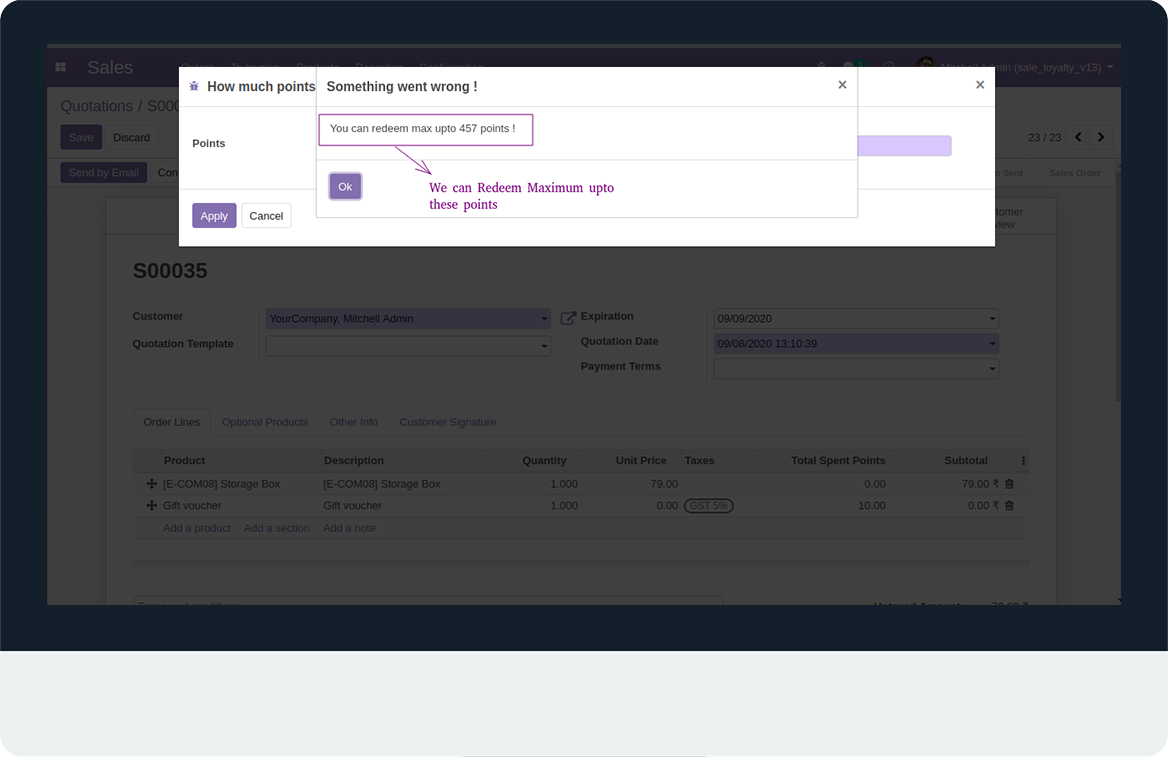 Sales
Mitchell Admin (sale_loyalty_v13)
Quotations / S000
Save Discard
23 / 23
Send by Email
Sales Order
How much points
Something went wrong !
Points
You can redeem max upto 457 points !
Ok
We can Redeem Maximum upto
these points
Apply Cancel
S00035
Customer YourCompany, Mitchell Admin
Expiration 09/09/2020
Quotation Template
Quotation Date 09/08/2020 13:10:39
Payment Terms
Order Lines Optional Products Other Info Customer Signature
Product Description Quantity Unit Price Taxes Total Spent Points Subtotal
[E-COM08] Storage Box [E-COM08] Storage Box 1.000 79.00 0.00 79.00 ₹
Gift voucher Gift voucher 1.000 0.00 GST 5% 10.00 0.00 ₹
Add a product Add a section Add a note